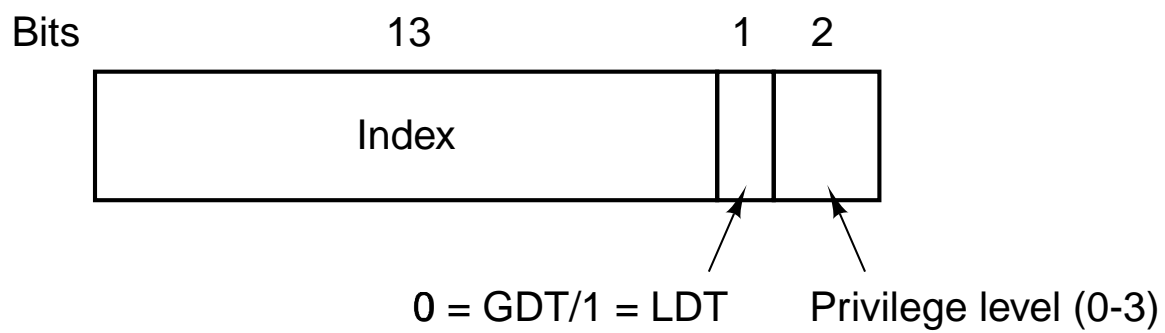 Bits 13 1 2
Index
0 = GDT/1 = LDT Privilege level (0-3)